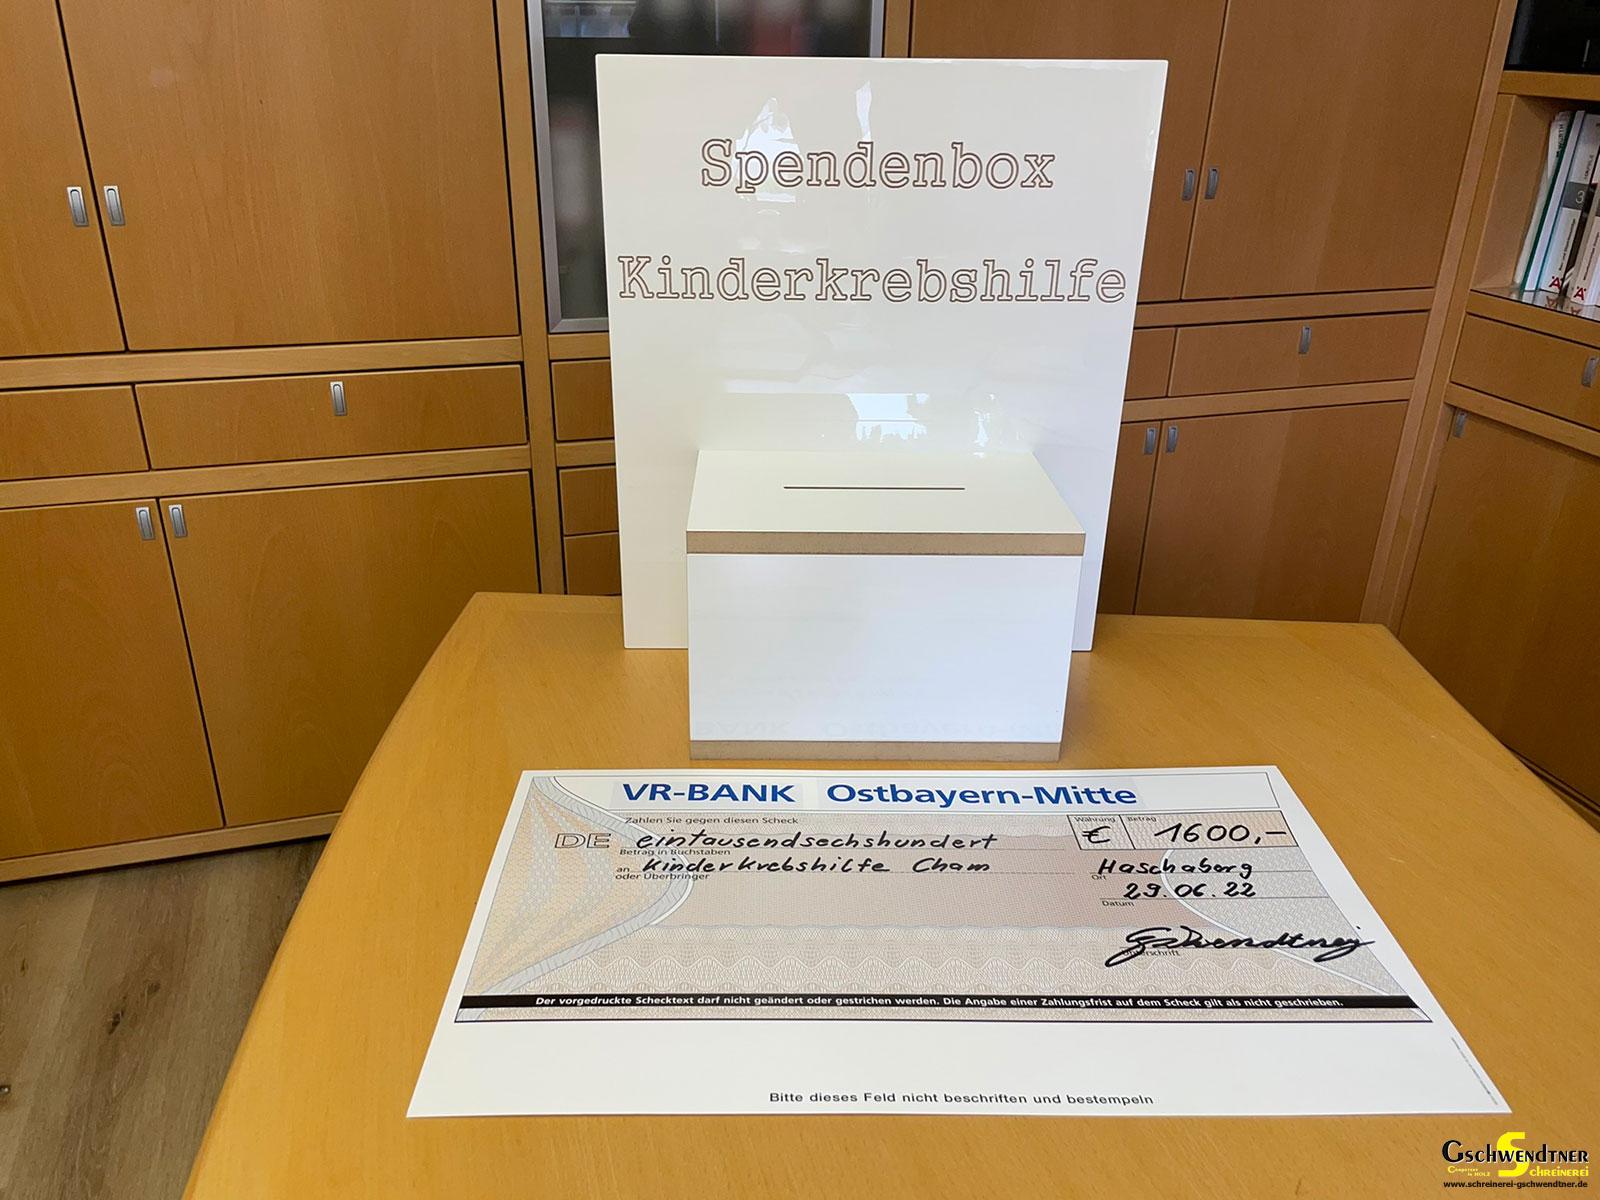 Spendenbox
Kinderkrebshilfe
VR-BANK Ostbayern-Mitte
Zahlen Sie gegen diesen Scheck
Währung
Betrag
DE eintausendsechshundert
€ 1600,-
Betrag in Buchstaben
an Kinderkrebshilfe Cham
oder Überbringer
Haschaberg
Ort
29.06.22
Datum
Gschwendtner
Unterschrift
Der vorgedruckte Schecktext darf nicht geändert oder gestrichen werden. Die Angabe einer Zahlungsfrist auf dem Scheck gilt als nicht geschrieben.
Bitte dieses Feld nicht beschriften und bestempeln
GSCHWENDTNER
Competenz in HOLZ SCHREINEREI
www.schreinerei-gschwendtner.de